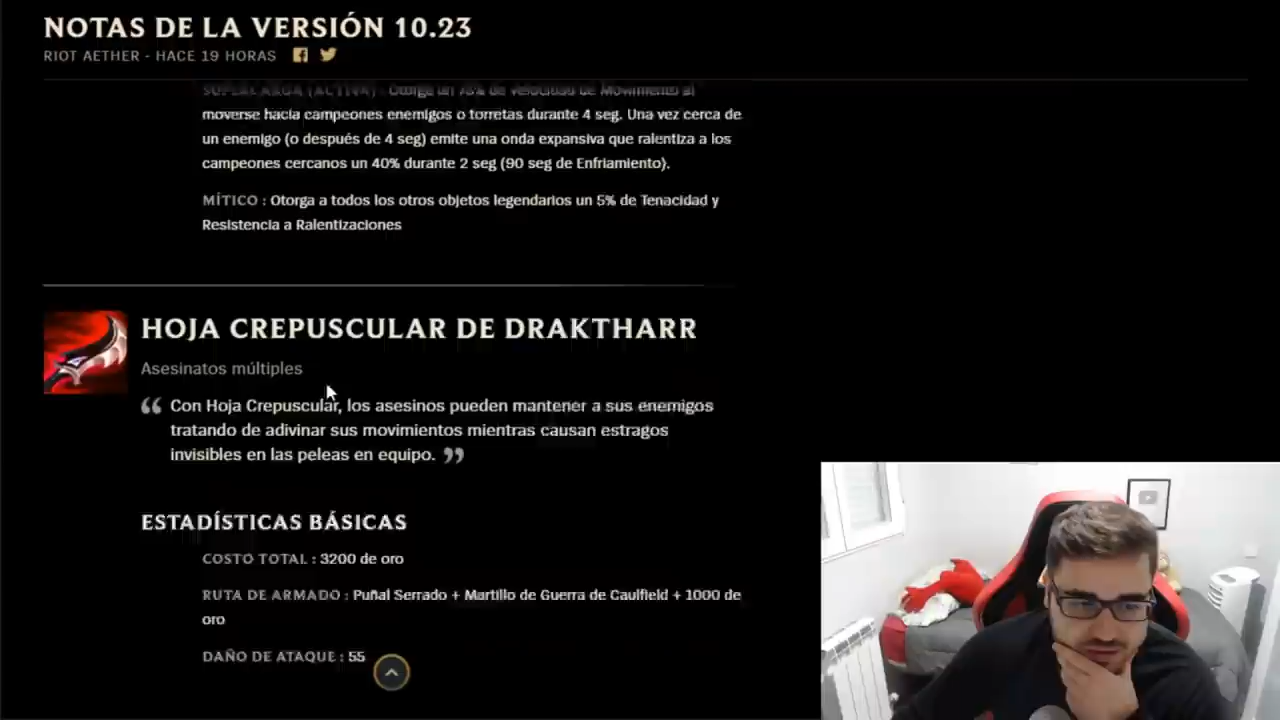 NOTAS DE LA VERSIÓN 10.23
RIOT AETHER - HACE 19 HORAS
SUPERCARGA (ACTIVA) : Otorga un 75% de Velocidad de Movimiento al
moverse hacia campeones enemigos o torretas durante 4 seg. Una vez cerca de
un enemigo (o después de 4 seg) emite una onda expansiva que ralentiza a los
campeones cercanos un 40% durante 2 seg (90 seg de Enfriamiento).
MÍTICO : Otorga a todos los otros objetos legendarios un 5% de Tenacidad y
Resistencia a Ralentizaciones
HOJA CREPUSCULAR DE DRAKTHARR
Asesinatos múltiples
“ Con Hoja Crepuscular, los asesinos pueden mantener a sus enemigos
tratando de adivinar sus movimientos mientras causan estragos
invisibles en las peleas en equipo. ”
ESTADÍSTICAS BÁSICAS
COSTO TOTAL : 3200 de oro
RUTA DE ARMADO : Puñal Serrado + Martillo de Guerra de Caulfield + 1000 de
oro
DAÑO DE ATAQUE : 55